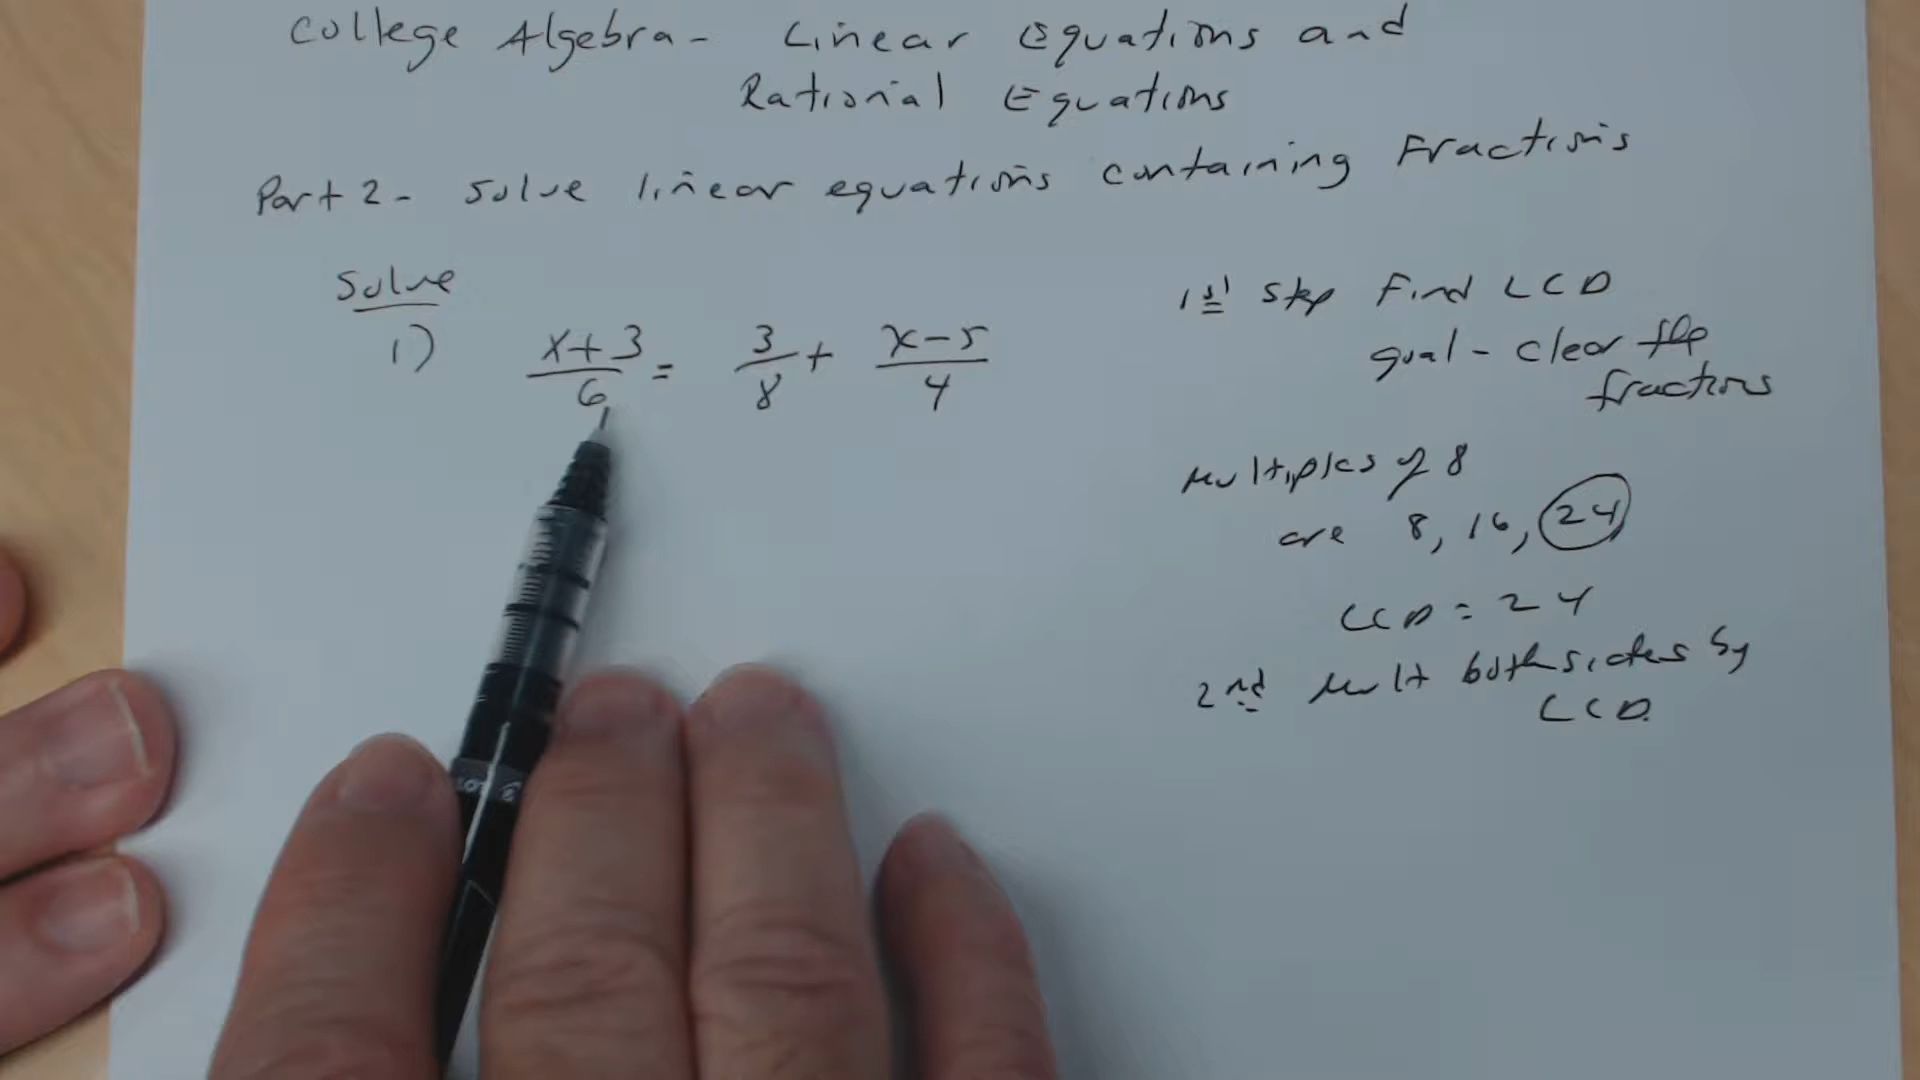 College Algebra - Linear Equations and
Rational Equations
Part 2 - Solve linear equations containing Fractions
Solve
1) x+3/6 = 3/8 + x-5/4
1st Step Find LCD
goal - clear
fractions
Multiples of 8
are 8, 16, 24
LCD = 24
2nd Mult both sides by
LCD.